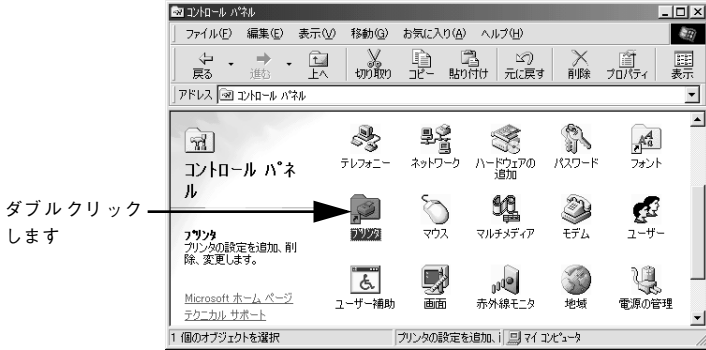 コントロール パネル
ファイル(F) 編集(E) 表示(V) 移動(G) お気に入り(A) ヘルプ(H)
戻る 進む 上へ 切り取り コピー 貼り付け 元に戻す 削除 プロパティ 表示
アドレス コントロール パネル
コントロール パネ
ル
プリンタ
プリンタの設定を追加、削
除、変更します。
Microsoft ホーム ページ
テクニカル サポート
テレフォニー ネットワーク ハードウェアの
追加 パスワード フォント
プリンタ マウス マルチメディア モデム ユーザー
ユーザー補助 画面 赤外線モニタ 地域 電源の管理
ダブルクリック
します
1 個のオブジェクトを選択 プリンタの設定を追加、i マイ コンピュータ